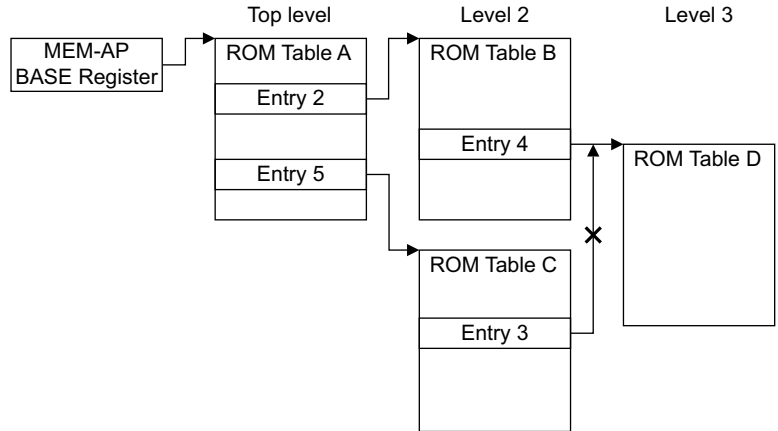 Top level
Level 2
Level 3
MEM-AP
BASE Register
ROM Table A
Entry 2
Entry 5
ROM Table B
Entry 4
ROM Table C
Entry 3
ROM Table D